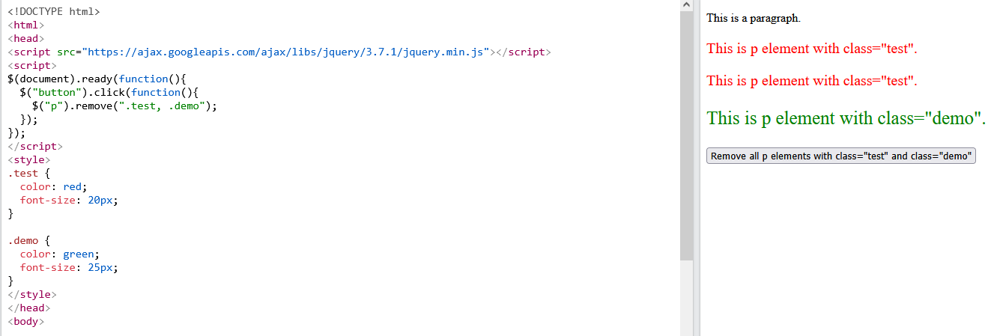 <!DOCTYPE html>
<html>
<head>
<script src="https://ajax.googleapis.com/ajax/libs/jquery/3.7.1/jquery.min.js"></script>
<script>
$(document).ready(function(){
  $("button").click(function(){
    $("p").remove(".test, .demo");
  });
});
</script>
<style>
.test {
  color: red;
  font-size: 20px;
}

.demo {
  color: green;
  font-size: 25px;
}
</style>
</head>
<body>
This is a paragraph.
This is p element with class="test".
This is p element with class="test".
This is p element with class="demo".
Remove all p elements with class="test" and class="demo"